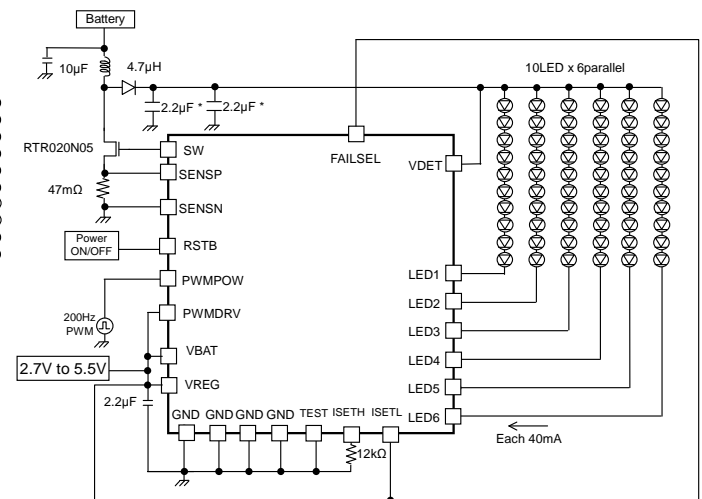 Battery
10µF
4.7µH
10LED x 6parallel
2.2µF *
2.2µF *
RTR020N05
SW
FAILSEL
VDET
SENSP
47mΩ
SENSN
Power
ON/OFF
RSTB
LED1
PWMPOW
LED2
200Hz
PWM
PWMDRV
LED3
VBAT
LED4
2.7V to 5.5V
VREG
LED5
2.2µF
GND
GND
GND
GND
TEST
ISETH
ISETL
LED6
Each 40mA
12kΩ